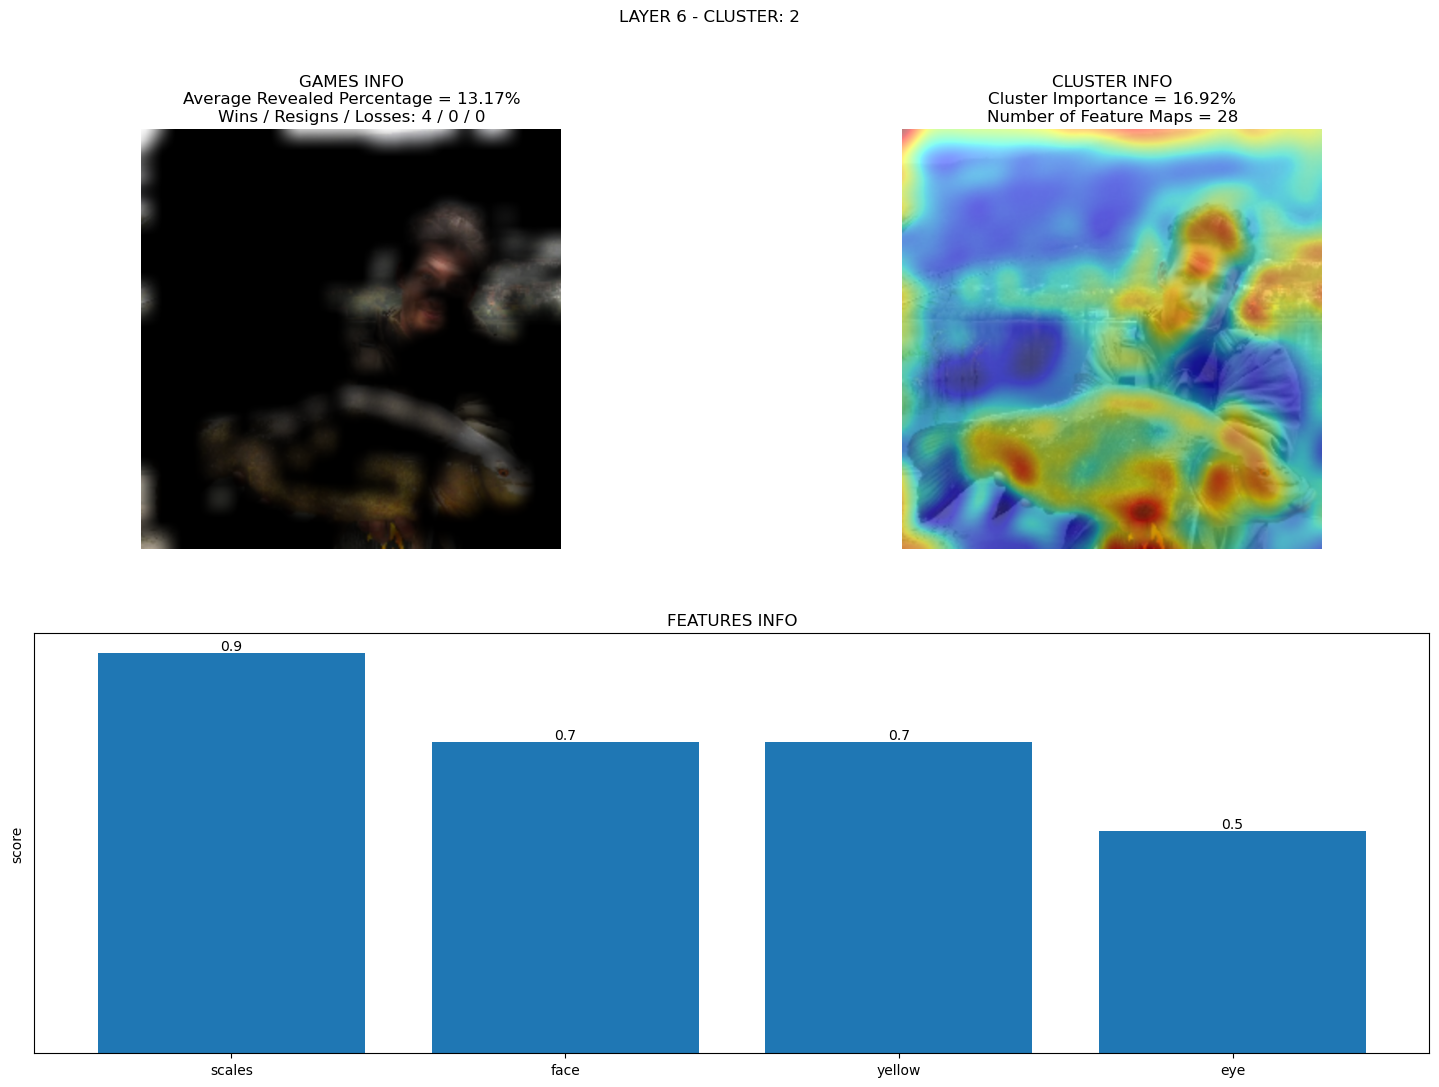 LAYER 6 - CLUSTER: 2
GAMES INFO
Average Revealed Percentage = 13.17%
Wins / Resigns / Losses: 4 / 0 / 0
CLUSTER INFO
Cluster Importance = 16.92%
Number of Feature Maps = 28
FEATURES INFO
score
0.9
0.7
0.7
0.5
scales
face
yellow
eye